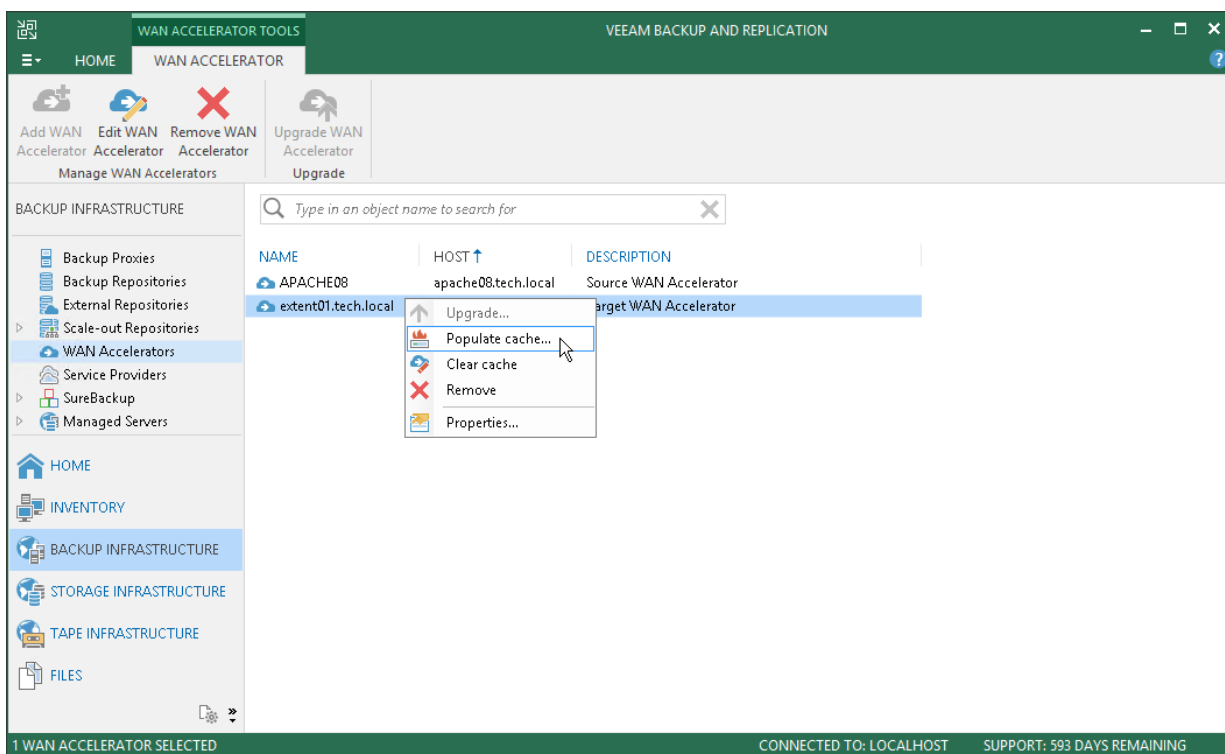 WAN ACCELERATOR TOOLS
VEEAM BACKUP AND REPLICATION
HOME
WAN ACCELERATOR
?
Add WAN Accelerator
Edit WAN Accelerator
Remove WAN Accelerator
Manage WAN Accelerators
Upgrade WAN Accelerator
Upgrade
BACKUP INFRASTRUCTURE
Type in an object name to search for
Backup Proxies
Backup Repositories
External Repositories
Scale-out Repositories
WAN Accelerators
Service Providers
SureBackup
Managed Servers
NAME HOST DESCRIPTION
APACHE08 apache08.tech.local Source WAN Accelerator
extent01.tech.local arget WAN Accelerator
Upgrade...
Populate cache...
Clear cache
Remove
Properties...
HOME
INVENTORY
BACKUP INFRASTRUCTURE
STORAGE INFRASTRUCTURE
TAPE INFRASTRUCTURE
FILES
1 WAN ACCELERATOR SELECTED
CONNECTED TO: LOCALHOST
SUPPORT: 593 DAYS REMAINING